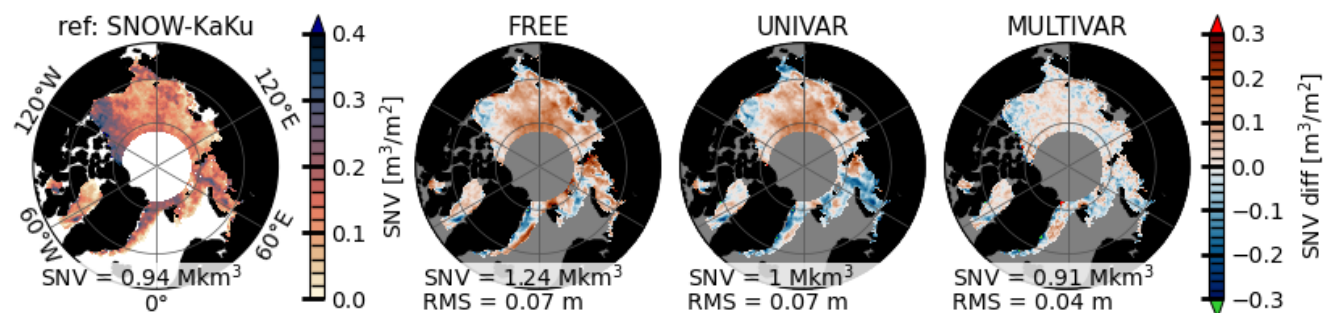 ref: SNOW-KaKu
120°W
120°E
60°W
60°E
0°
SNV = 0.94 Mkm³
0.4
0.3
0.2
0.1
0.0
SNV [m³/m²]
FREE
SNV = 1.24 Mkm³
RMS = 0.07 m
UNIVAR
SNV = 1 Mkm³
RMS = 0.07 m
MULTIVAR
SNV = 0.91 Mkm³
RMS = 0.04 m
0.3
0.2
0.1
0.0
−0.1
−0.2
−0.3
SNV diff [m³/m²]